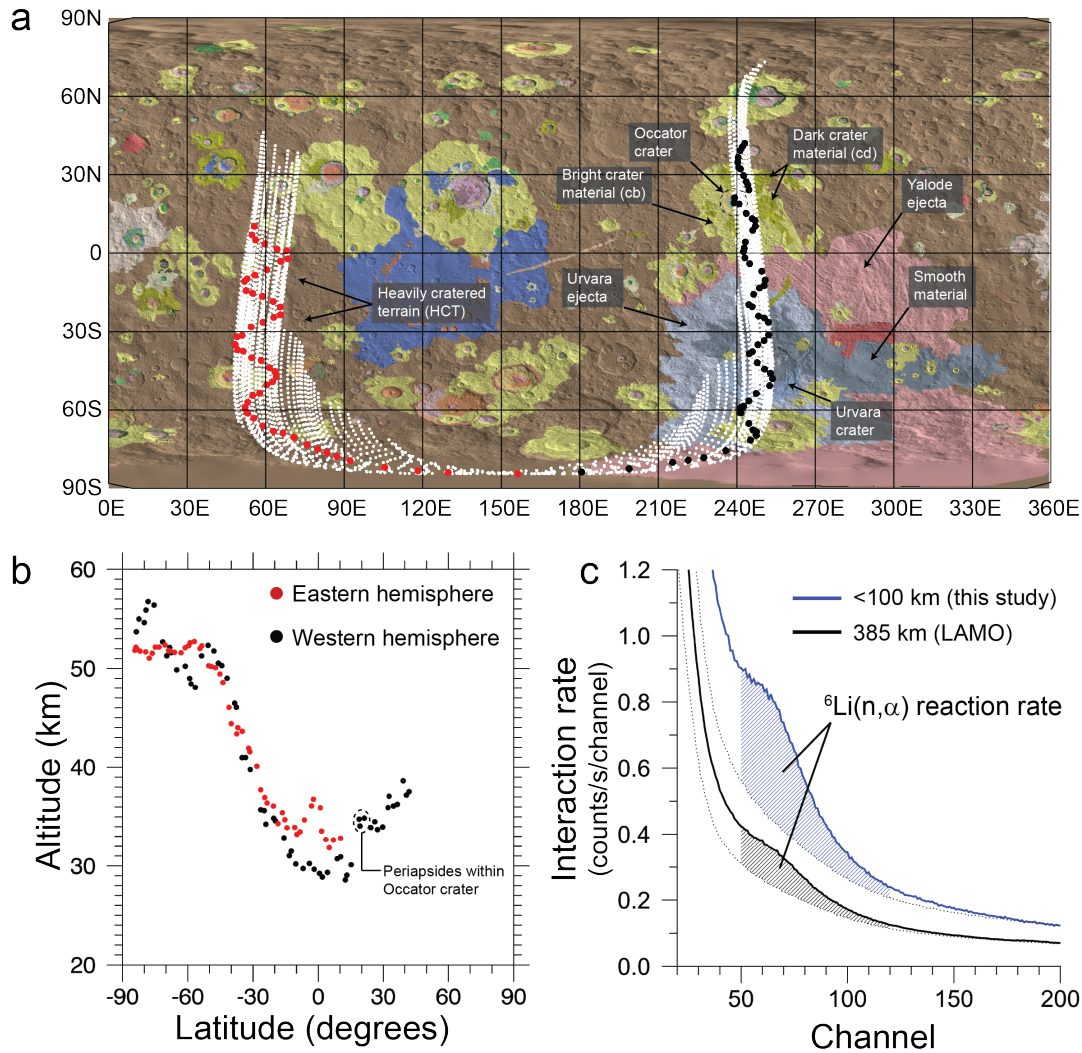 a
90N
60N
30N
0
30S
60S
90S
0E
30E
60E
90E
120E
150E
180E
210E
240E
270E
300E
330E
360E
Occator
crater
Dark crater
material (cd)
Bright crater
material (cb)
Yalode
ejecta
Urvara
ejecta
Smooth
material
Heavily cratered
terrain (HCT)
Urvara
crater
b
60
50
40
30
20
Altitude (km)
-90
-60
-30
0
30
60
90
Latitude (degrees)
Eastern hemisphere
Western hemisphere
Periapsides within
Occator crater
c
1.2
1.0
0.8
0.6
0.4
0.2
0.0
Interaction rate
(counts/s/channel)
<100 km (this study)
385 km (LAMO)
⁶Li(n,α) reaction rate
50
100
150
200
Channel